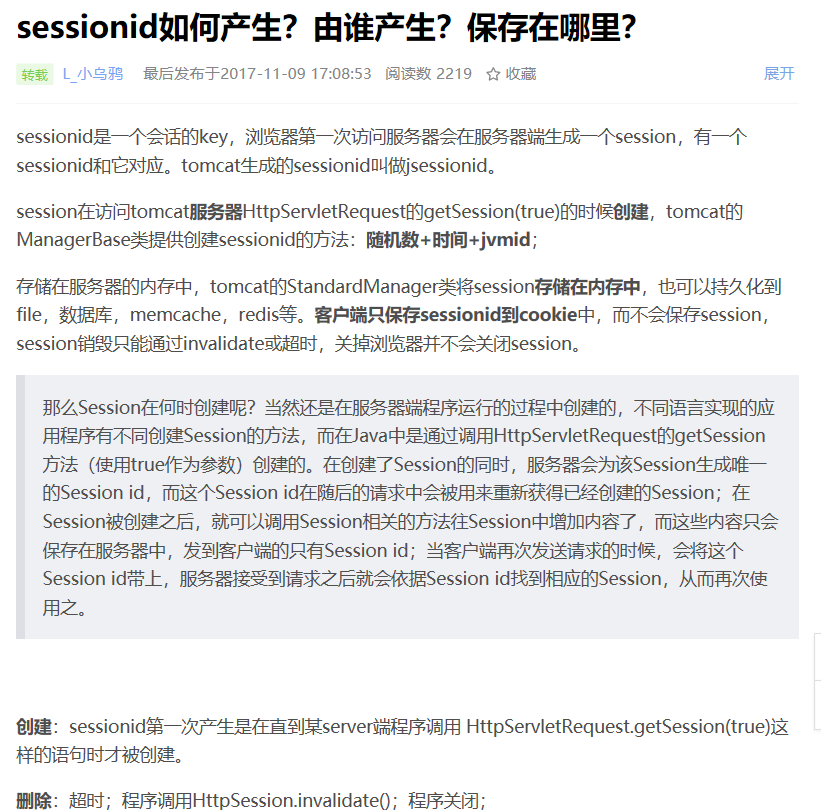 sessionid如何产生？由谁产生？保存在哪里？
转载 L_小乌鸦 最后发布于2017-11-09 17:08:53 阅读数 2219 ☆ 收藏 展开
sessionid是一个会话的key，浏览器第一次访问服务器会在服务器端生成一个session，有一个
sessionid和它对应。tomcat生成的sessionid叫做jsessionid。
session在访问tomcat服务器HttpServletRequest的getSession(true)的时候创建，tomcat的
ManagerBase类提供创建sessionid的方法：随机数+时间+jvmid；
存储在服务器的内存中，tomcat的StandardManager类将session存储在内存中，也可以持久化到
file，数据库，memcache，redis等。客户端只保存sessionid到cookie中，而不会保存session，
session销毁只能通过invalidate或超时，关掉浏览器并不会关闭session。
那么Session在何时创建呢？当然还是在服务器端程序运行的过程中创建的，不同语言实现的应
用程序有不同创建Session的方法，而在Java中是通过调用HttpServletRequest的getSession
方法（使用true作为参数）创建的。在创建了Session的同时，服务器会为该Session生成唯一
的Session id，而这个Session id在随后的请求中会被用来重新获得已经创建的Session；在
Session被创建之后，就可以调用Session相关的方法往Session中增加内容了，而这些内容只会
保存在服务器中，发到客户端的只有Session id；当客户端再次发送请求的时候，会将这个
Session id带上，服务器接受到请求之后就会依据Session id找到相应的Session，从而再次使
用之。
创建：sessionid第一次产生是在直到某server端程序调用 HttpServletRequest.getSession(true)这
样的语句时才被创建。
删除：超时；程序调用HttpSession.invalidate()；程序关闭；